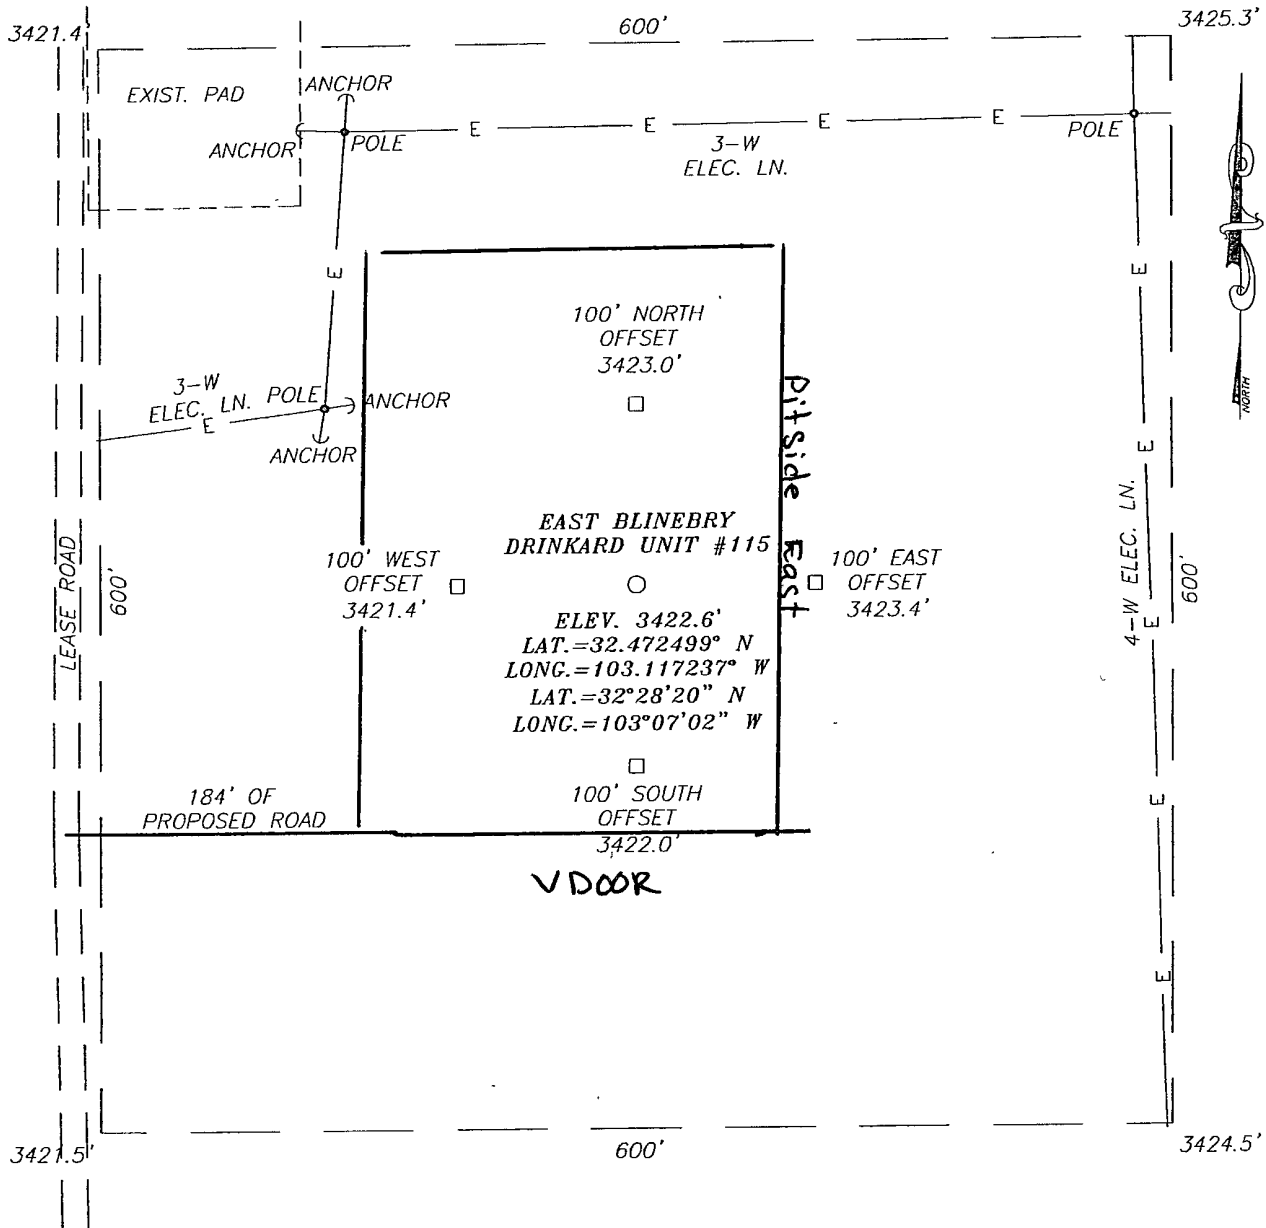 3421.4'
600'
3425.3'
EXIST. PAD
ANCHOR
ANCHOR
POLE
E E E E
3-W
ELEC. LN.
POLE
E
E
NORTH
100' NORTH
OFFSET
3423.0'
3-W
ELEC. LN.
E
POLE
ANCHOR
ANCHOR
Pitside East
E
4-W ELEC. LN.
EAST BLINEBRY
DRINKARD UNIT #115
100' WEST
OFFSET
3421.4'
100' EAST
OFFSET
3423.4'
LEASE ROAD
600'
600'
E
ELEV. 3422.6'
LAT.=32.472499° N
LONG.=103.117237° W
LAT.=32°28'20" N
LONG.=103°07'02" W
184' OF
PROPOSED ROAD
100' SOUTH
OFFSET
3422.0'
E
VDOOR
E
3421.5'
600'
3424.5'